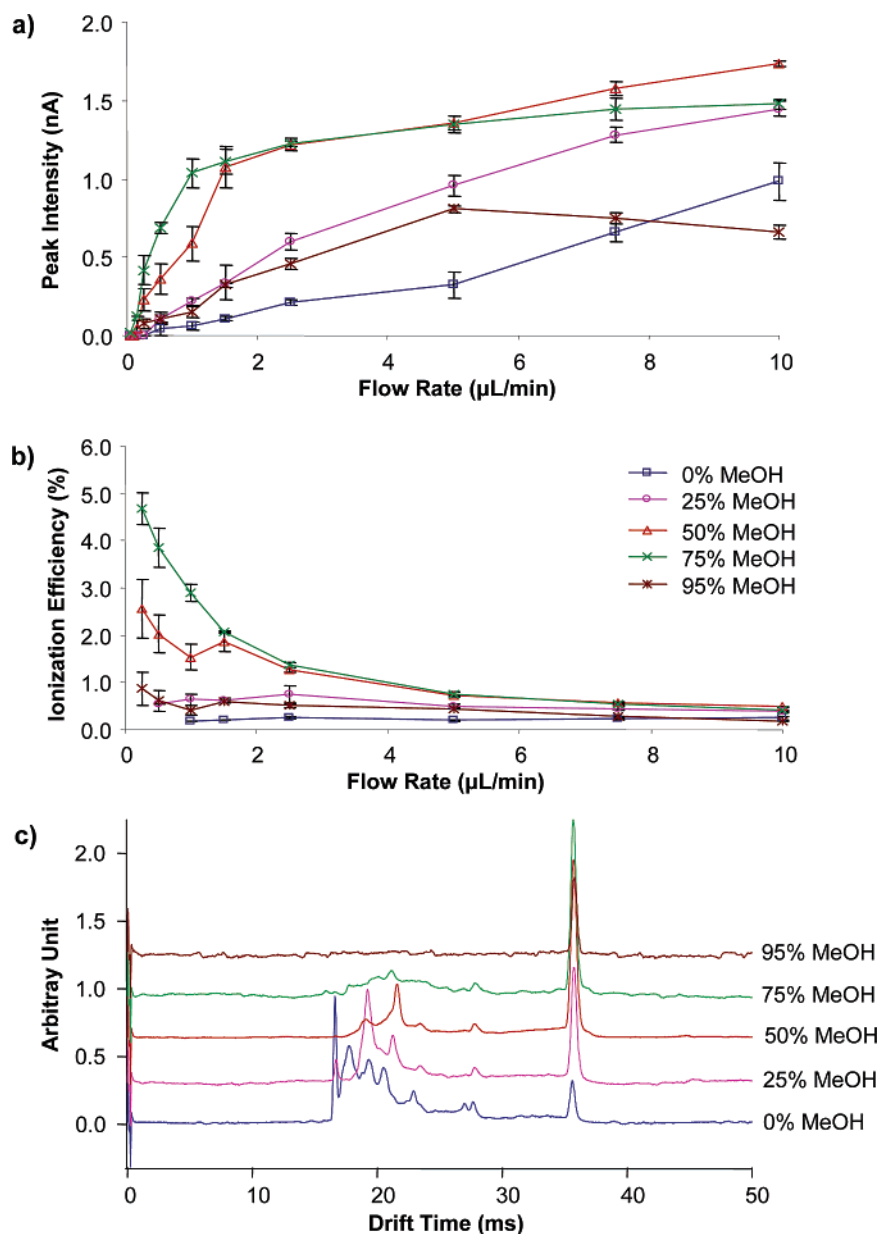 a)
Peak Intensity (nA)
2.0
1.5
1.0
0.5
0.0
0 2 4 6 8 10
Flow Rate (µL/min)
b)
Ionization Efficiency (%)
6.0
5.0
4.0
3.0
2.0
1.0
0.0
0% MeOH
25% MeOH
50% MeOH
75% MeOH
95% MeOH
0 2 4 6 8 10
Flow Rate (µL/min)
c)
Arbitray Unit
2.0
1.5
1.0
0.5
0.0
95% MeOH
75% MeOH
50% MeOH
25% MeOH
0% MeOH
0 10 20 30 40 50
Drift Time (ms)